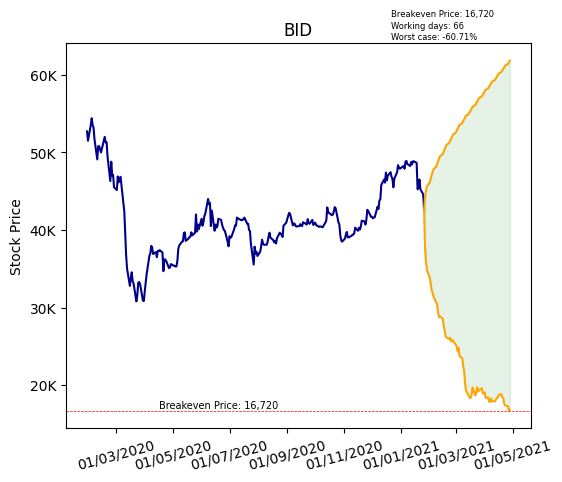 Breakeven Price: 16,720
Working days: 66
Worst case: -60.71%
BID
Stock Price
60K
50K
40K
30K
20K
Breakeven Price: 16,720
01/03/2020
01/05/2020
01/07/2020
01/09/2020
01/11/2020
01/01/2021
01/03/2021
01/05/2021